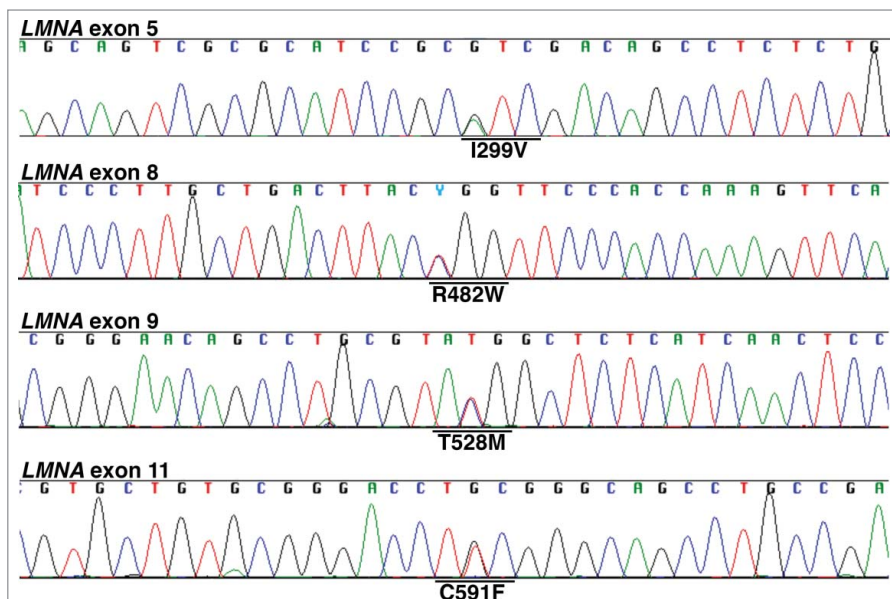 LMNA exon 5
A G C A G T C G C G C A T C C G C G T C G A C A G C C T C T C T G
I299V
LMNA exon 8
T C C C T T G C T G A C T T A C Y G G T T C C C A C C A A A G T T C A
R482W
LMNA exon 9
C G G G A A C A G C C T G C G T A T G G C T C T C A T C A A C T C C
T528M
LMNA exon 11
G T G C T G T G C G G G A C C T G C G G G C A G C C T G C C G A
C591F